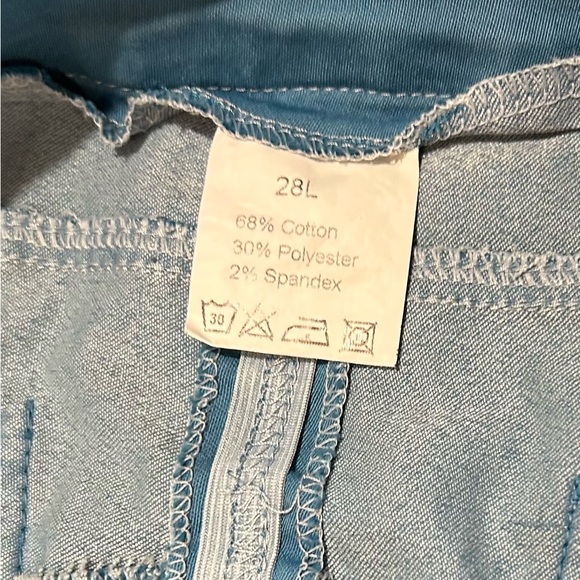 28L
68% Cotton
30% Polyester
2% Spandex
30